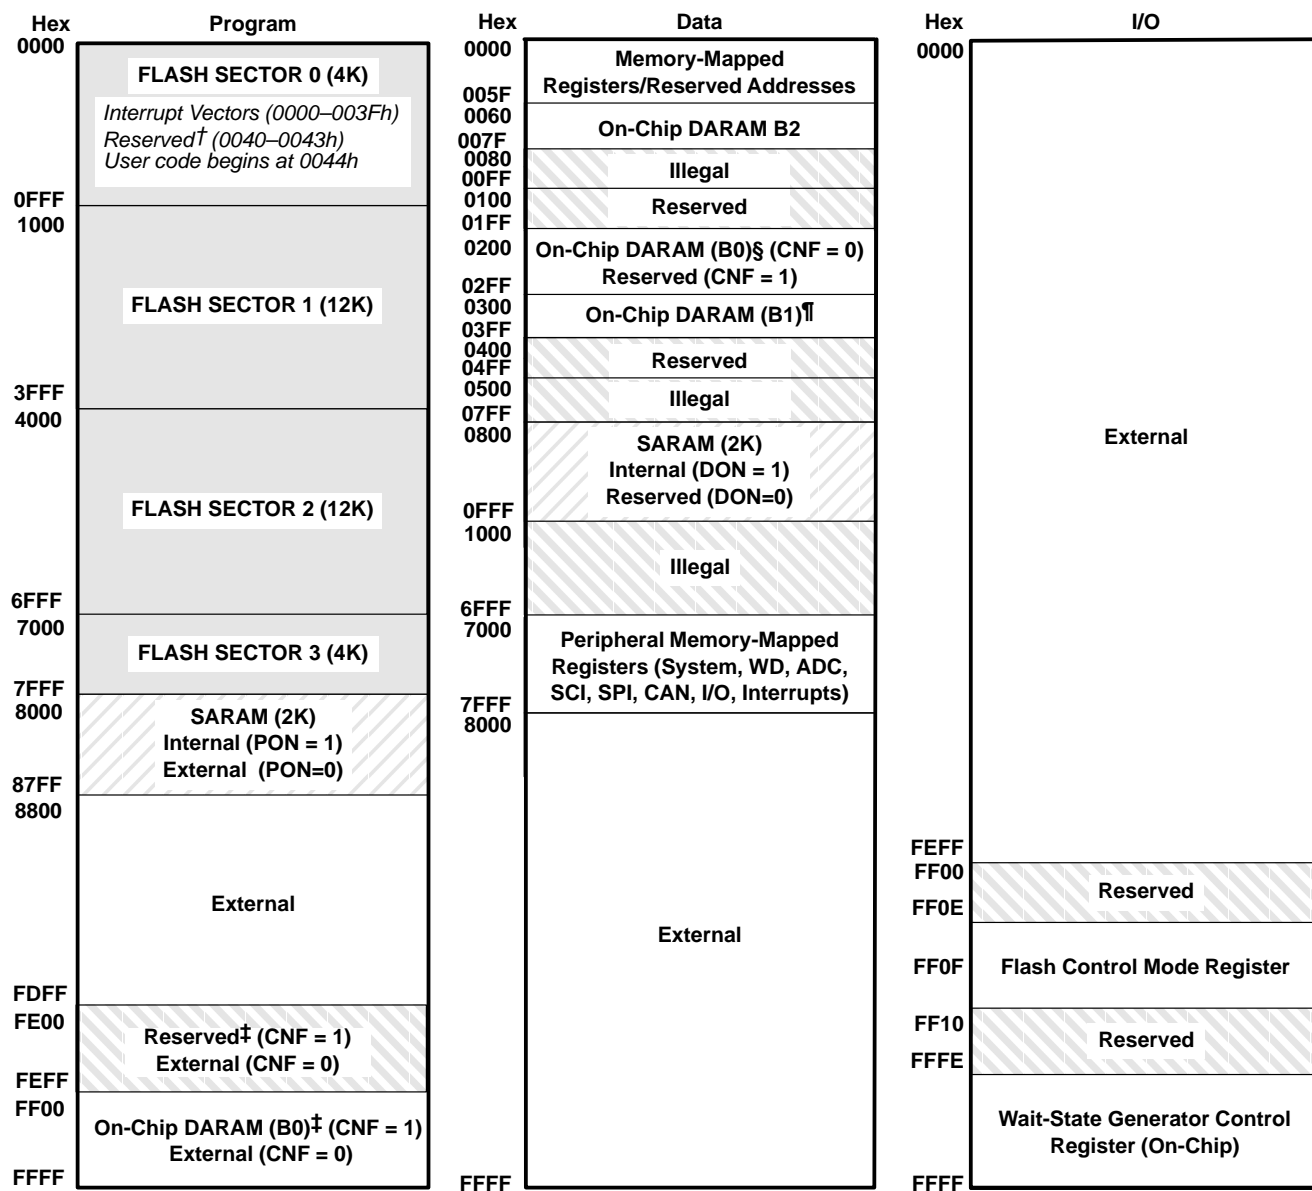 Hex Program
0000
FLASH SECTOR 0 (4K)
Interrupt Vectors (0000–003Fh)
Reserved† (0040–0043h)
User code begins at 0044h
0FFF
1000
FLASH SECTOR 1 (12K)
3FFF
4000
FLASH SECTOR 2 (12K)
6FFF
7000
FLASH SECTOR 3 (4K)
7FFF
8000
SARAM (2K)
Internal (PON = 1)
External (PON=0)
87FF
8800
External
FDFF
FE00
Reserved‡ (CNF = 1)
External (CNF = 0)
FEFF
FF00
On-Chip DARAM (B0)‡ (CNF = 1)
External (CNF = 0)
FFFF
Hex Data
0000
Memory-Mapped
Registers/Reserved Addresses
005F
0060
On-Chip DARAM B2
007F
0080
Illegal
00FF
0100
Reserved
01FF
0200
On-Chip DARAM (B0)§ (CNF = 0)
Reserved (CNF = 1)
02FF
0300
On-Chip DARAM (B1)¶
03FF
0400
Reserved
04FF
0500
Illegal
07FF
0800
SARAM (2K)
Internal (DON = 1)
Reserved (DON=0)
0FFF
1000
Illegal
6FFF
7000
Peripheral Memory-Mapped
Registers (System, WD, ADC,
SCI, SPI, CAN, I/O, Interrupts)
7FFF
8000
External
FFFF
Hex I/O
0000
External
FEFF
FF00
Reserved
FF0E
FF0F Flash Control Mode Register
FF10
Reserved
FFFE
Wait-State Generator Control
Register (On-Chip)
FFFF